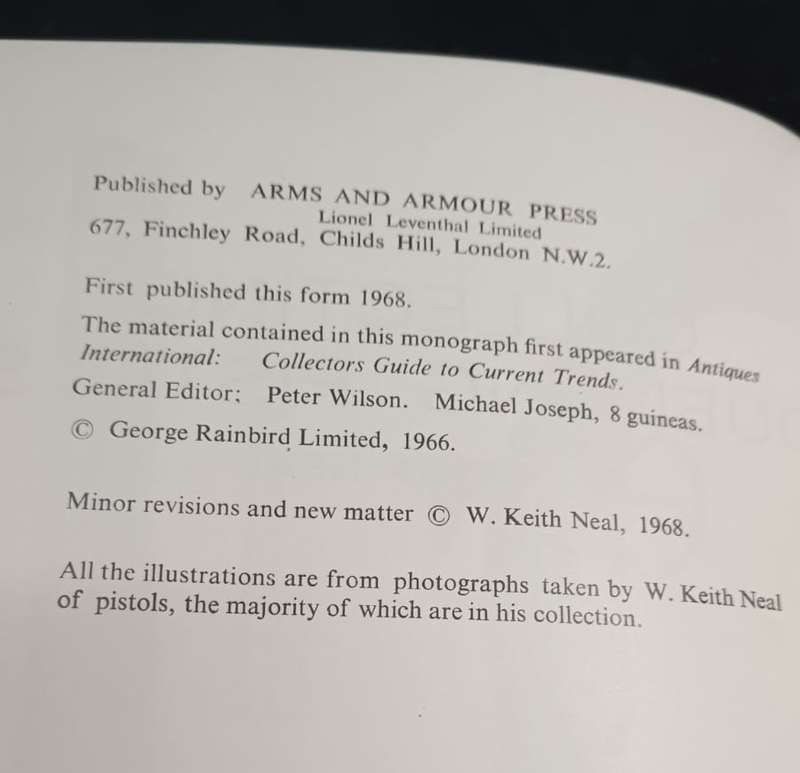 Published by ARMS AND ARMOUR PRESS
Lionel Leventhal Limited
677, Finchley Road, Childs Hill, London N.W.2.
First published this form 1968.
The material contained in this monograph first appeared in Antiques
International: Collectors Guide to Current Trends.
General Editor: Peter Wilson. Michael Joseph, 8 guineas.
© George Rainbird Limited, 1966.
Minor revisions and new matter © W. Keith Neal, 1968.
All the illustrations are from photographs taken by W. Keith Neal
of pistols, the majority of which are in his collection.